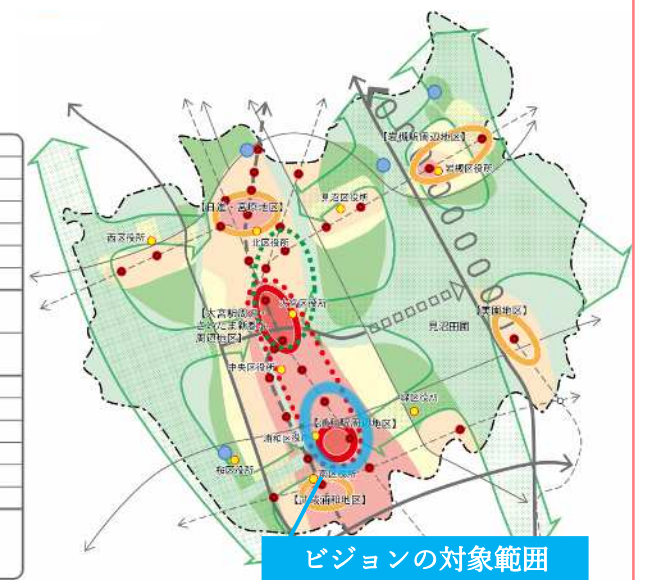 【岩槻駅周辺地区】
岩槻区役所
見沼区役所
【日進・宮原地区】
西区役所
北区役所
大宮区役所
【大宮駅周辺・
さいたま新都心
周辺地区】
【美園地区】
見沼田圃
中央区役所
緑区役所
【浦和駅周辺地区】
浦和区役所
桜区役所
南区役所
【武蔵浦和地区】
ビジョンの対象範囲